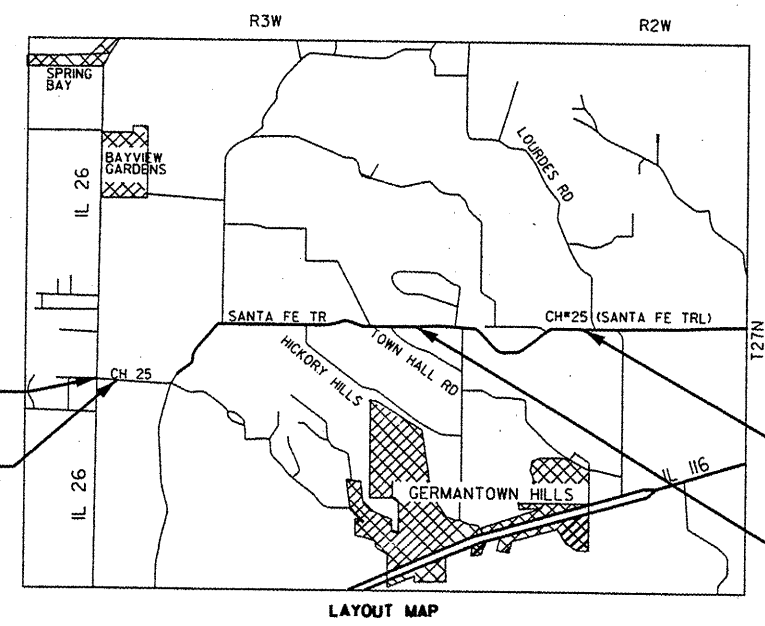 R3W
R2W
SPRING
BAY
BAYVIEW
GARDENS
IL 26
LOURDES RD
SANTA FE TR
CH#25 (SANTA FE TRL)
T27N
TOWN HALL RD
HICKORY HILLS
CH 25
IL 26
IL 116
GERMANTOWN HILLS
LAYOUT MAP